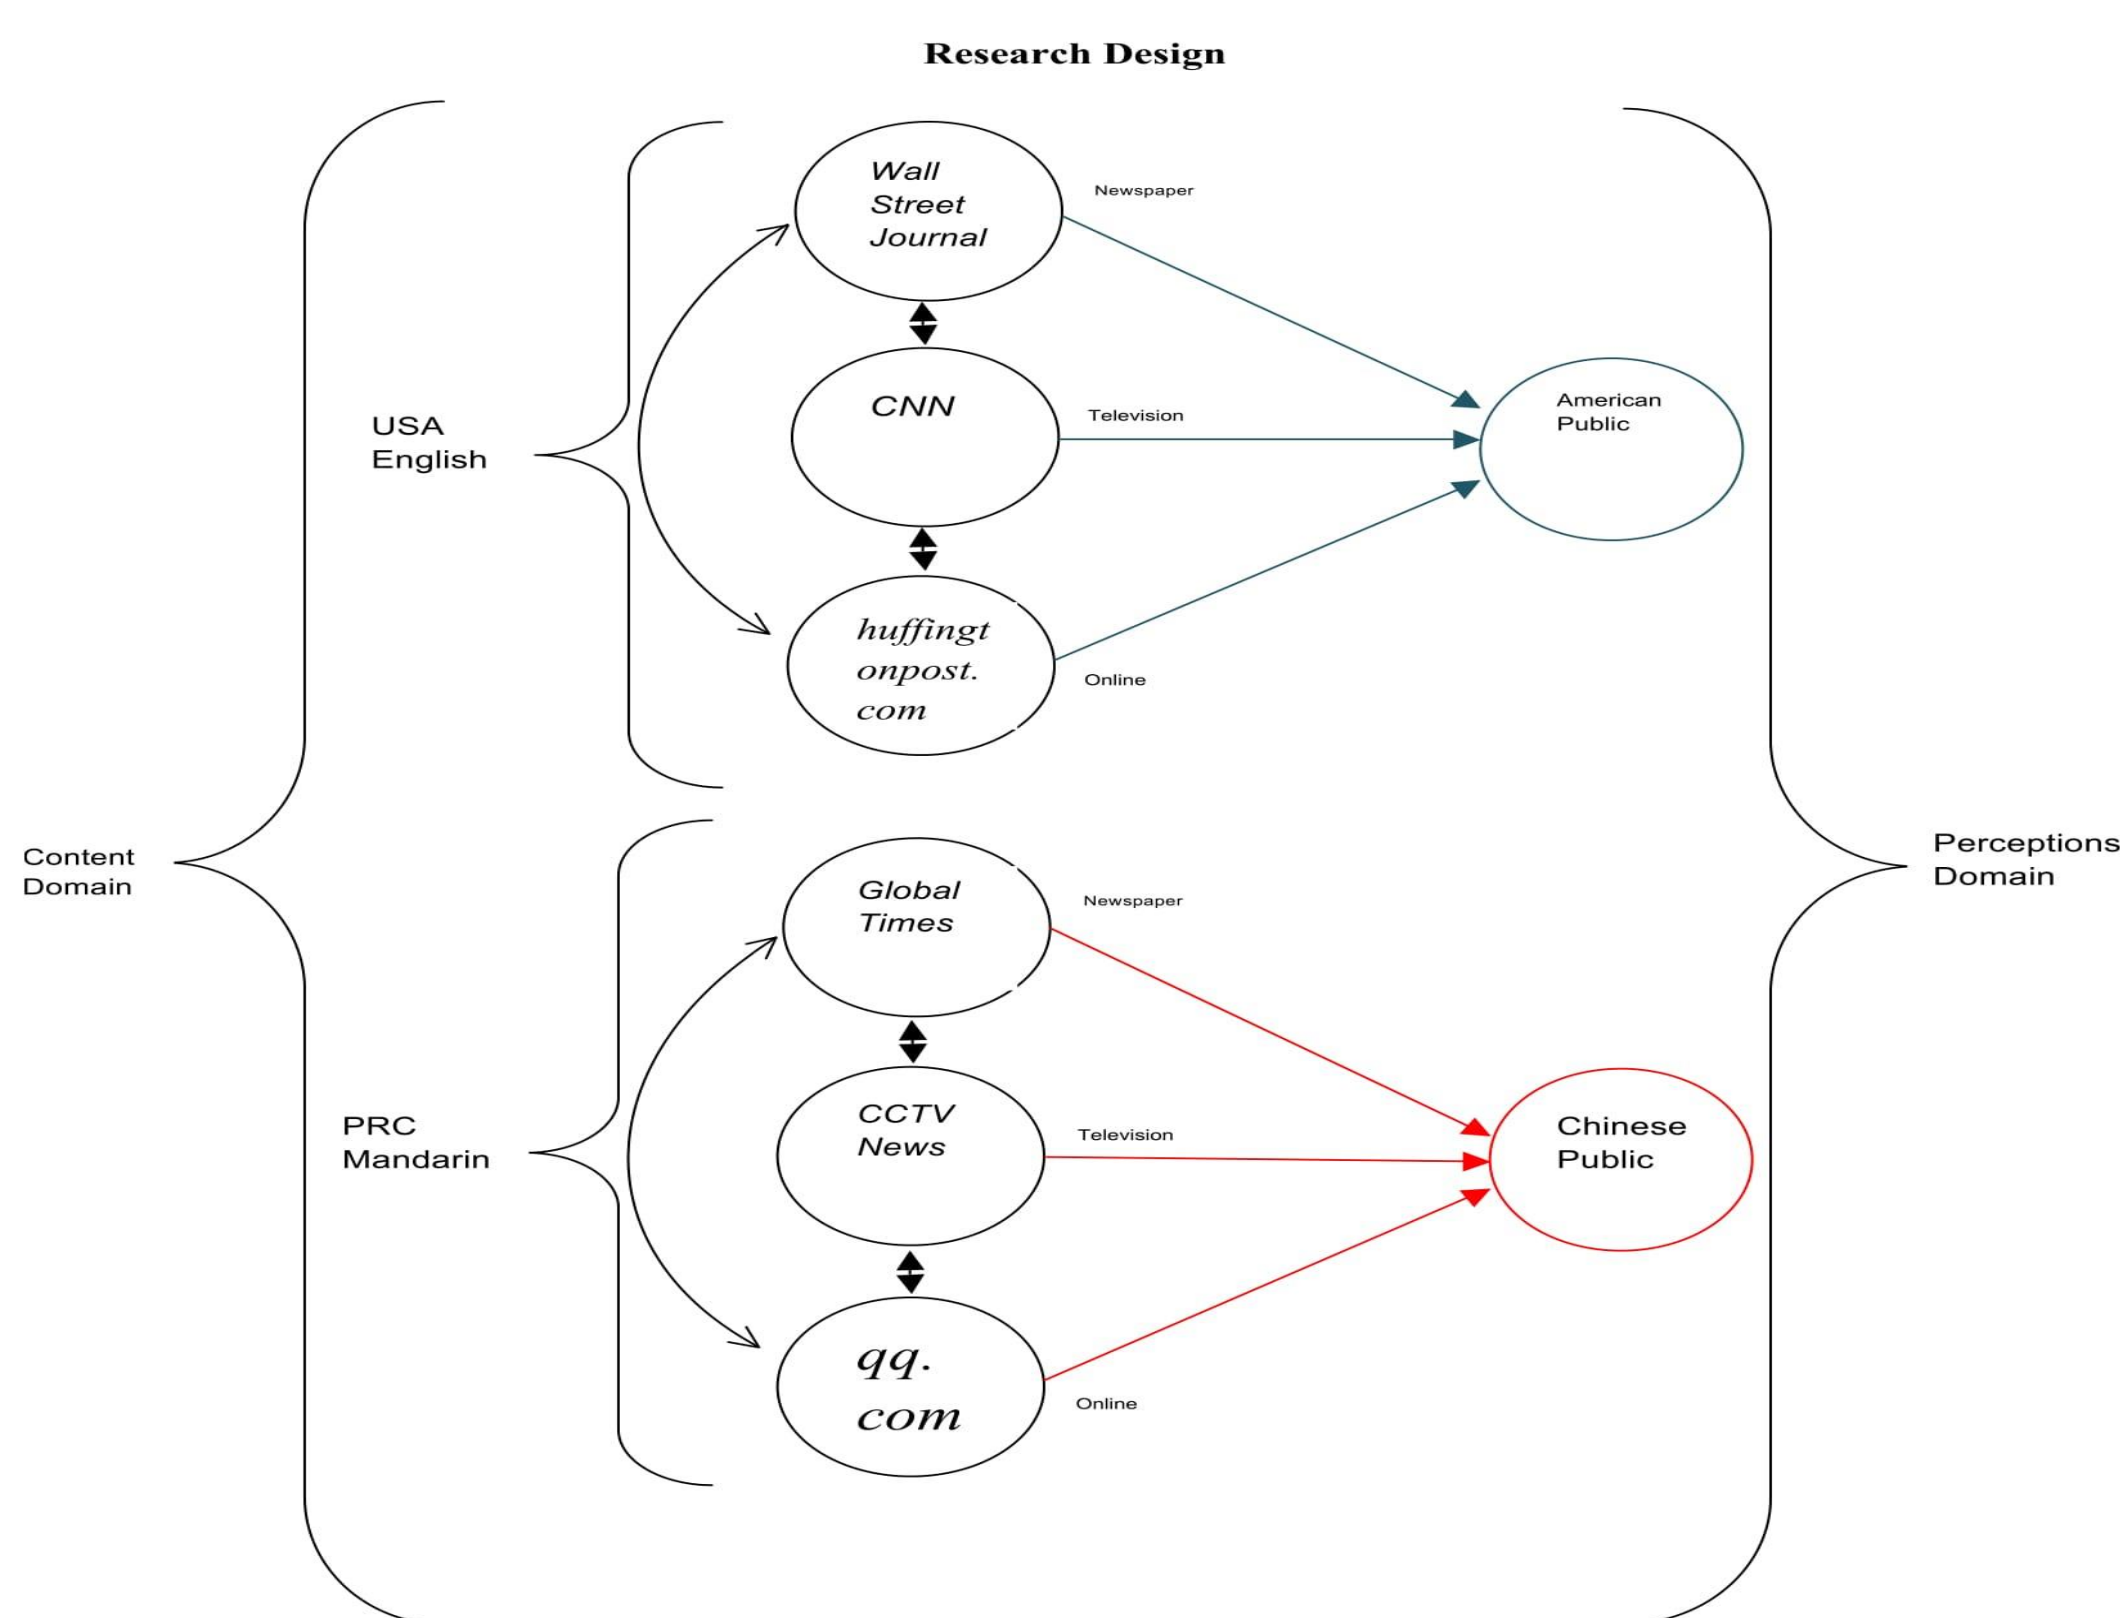 Research Design
Wall
Street
Journal
Newspaper
CNN
Television
American
Public
USA
English
huffingt
onpost.
com
Online
Content
Domain
Perceptions
Domain
Global
Times
Newspaper
CCTV
News
Television
Chinese
Public
PRC
Mandarin
qq.
com
Online